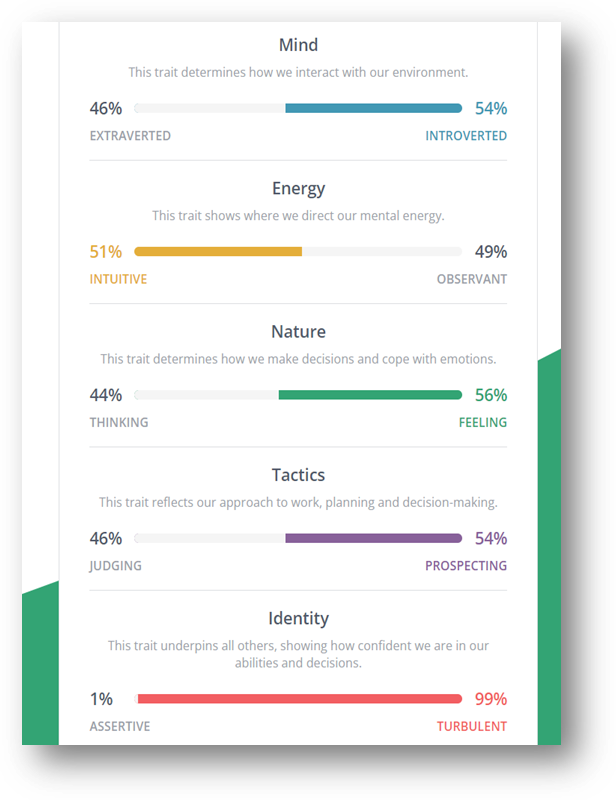 Mind
This trait determines how we interact with our environment.
46% 54%
EXTRAVERTED INTROVERTED
Energy
This trait shows where we direct our mental energy.
51% 49%
INTUITIVE OBSERVANT
Nature
This trait determines how we make decisions and cope with emotions.
44% 56%
THINKING FEELING
Tactics
This trait reflects our approach to work, planning and decision-making.
46% 54%
JUDGING PROSPECTING
Identity
This trait underpins all others, showing how confident we are in our
abilities and decisions.
1% 99%
ASSERTIVE TURBULENT